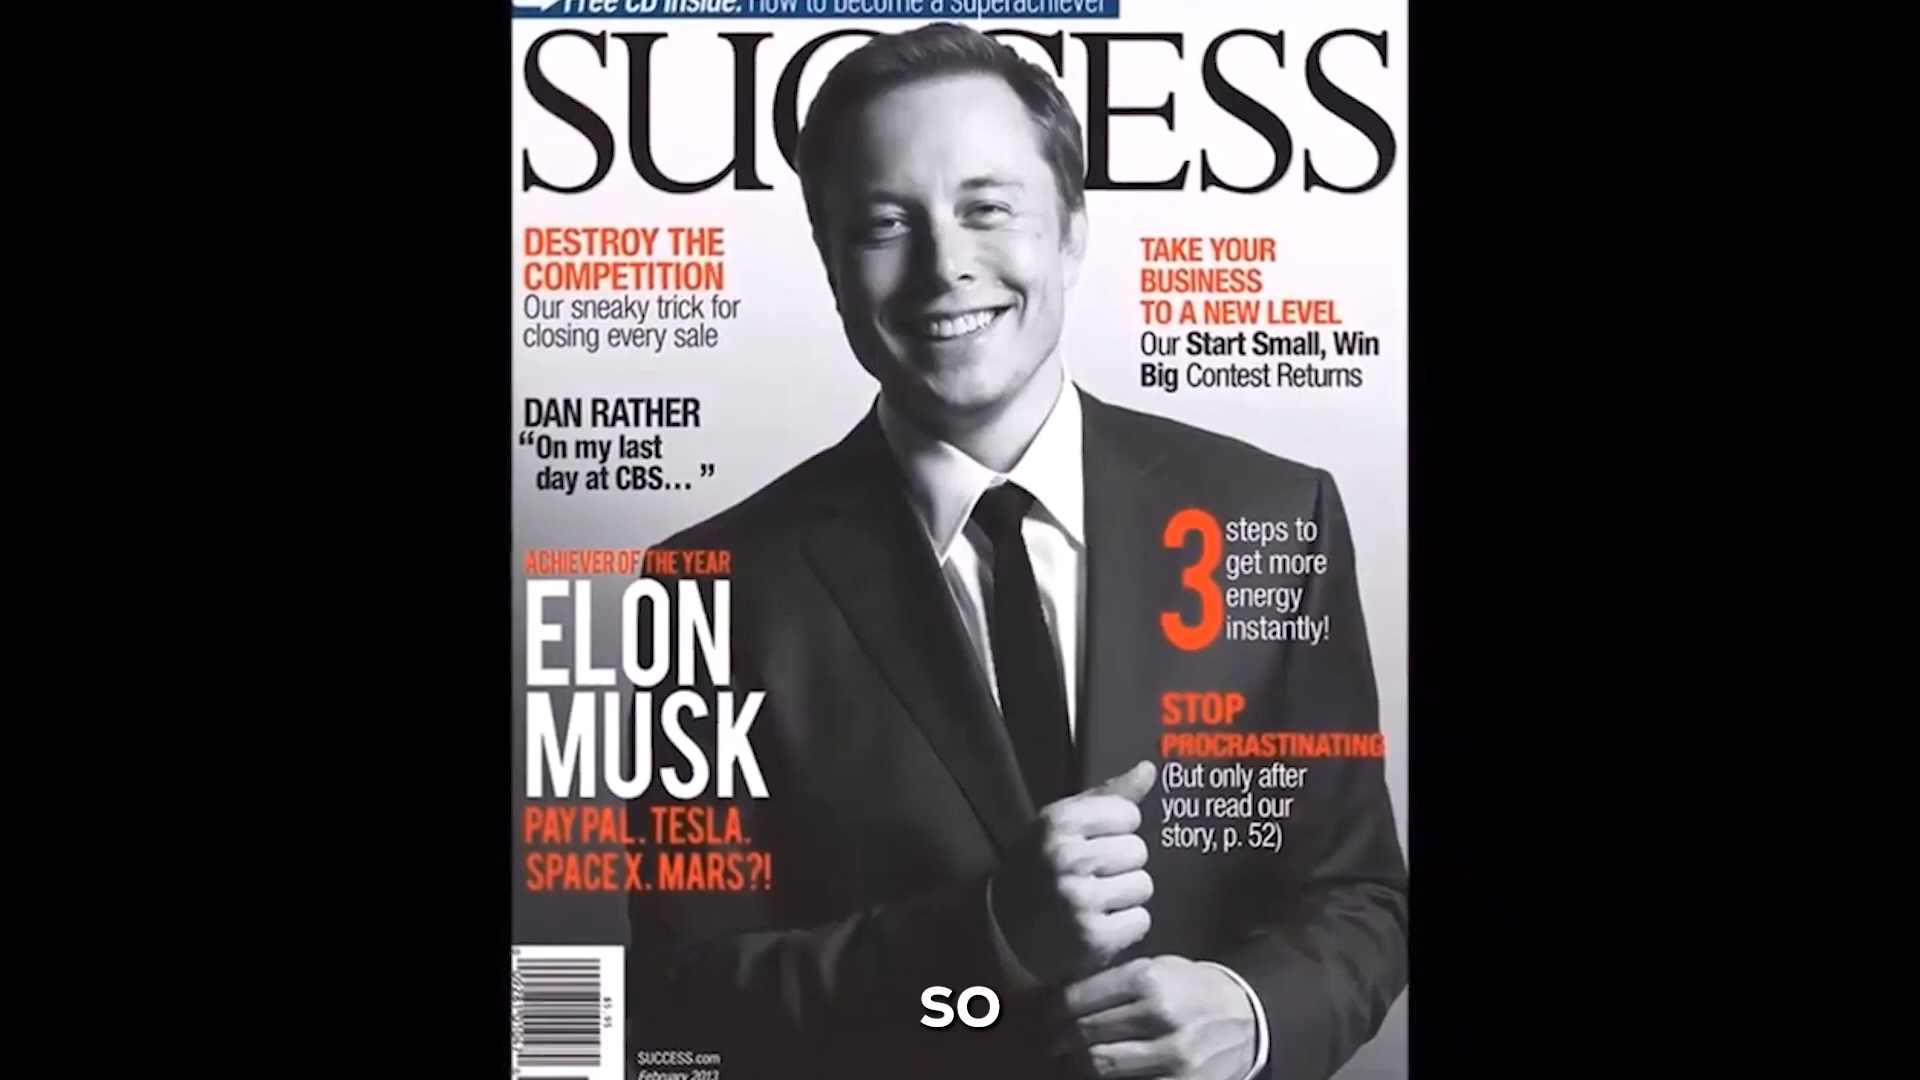 Free CD Inside: How to become a superachiever
SUCCESS
DESTROY THE
COMPETITION
Our sneaky trick for
closing every sale
DAN RATHER
“On my last
day at CBS... ”
ACHIEVER OF THE YEAR
ELON
MUSK
PAYPAL. TESLA.
SPACE X. MARS?!
TAKE YOUR
BUSINESS
TO A NEW LEVEL
Our Start Small, Win
Big Contest Returns
3
steps to
get more
energy
instantly!
STOP
PROCRASTINATING
(But only after
you read our
story, p. 52)
$5.95
SUCCESS.com
February 2013
SO